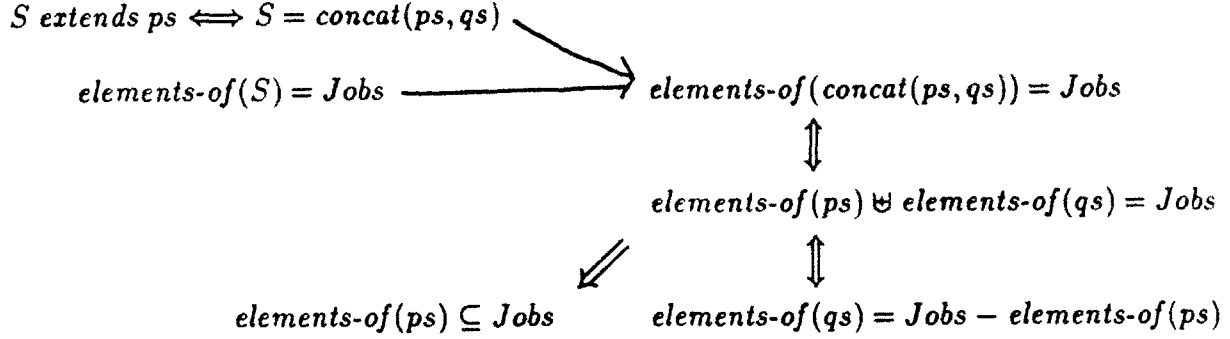 S extends ps ⟺ S = concat(ps, qs)
elements-of(S) = Jobs
elements-of(concat(ps, qs)) = Jobs
⇕
elements-of(ps) ⊎ elements-of(qs) = Jobs
⇙ ⇕
elements-of(ps) ⊆ Jobs
elements-of(qs) = Jobs − elements-of(ps)